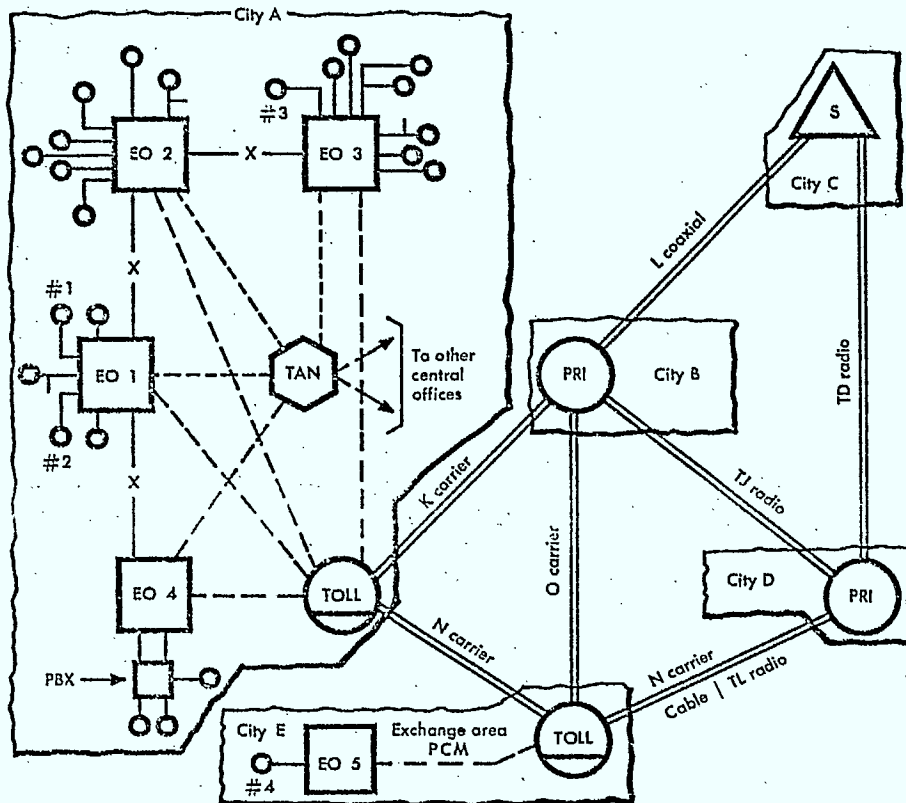 City A
#3
EO 2
X
EO 3
S
City C
L coaxial
X
#1
EO 1
TAN
To other
central
offices
PRI
City B
TD radio
#2
X
K carrier
TJ radio
O carrier
EO 4
TOLL
City D
PRI
N carrier
PBX
N carrier
Cable | TL radio
City E
EO 5
Exchange area
PCM
TOLL
#4